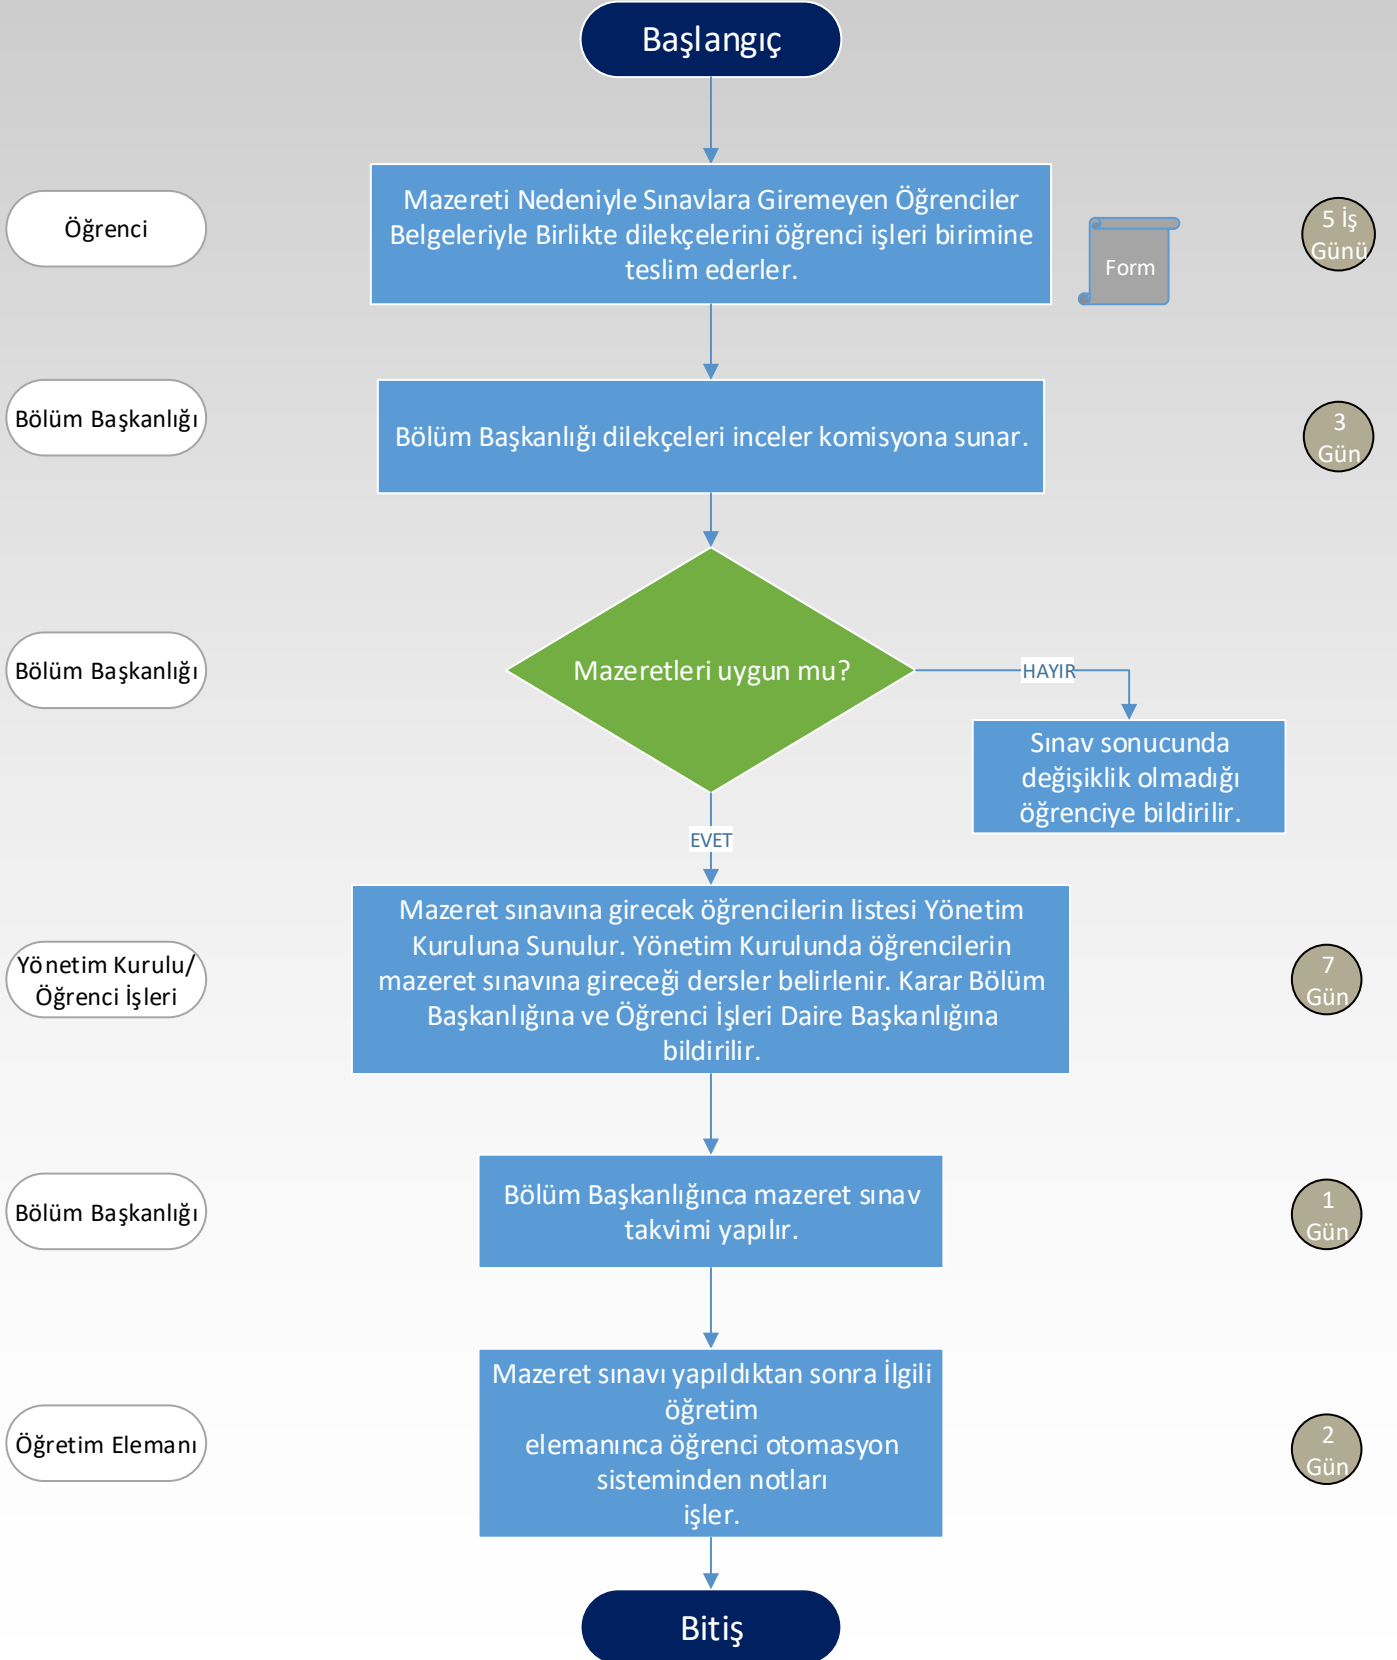 Başlangıç
Öğrenci
Mazereti Nedeniyle Sınavlara Giremeyen Öğrenciler
Belgeleriyle Birlikte dilekçelerini öğrenci işleri birimine
teslim ederler.
Form
5 İş
Günü
Bölüm Başkanlığı
Bölüm Başkanlığı dilekçeleri inceler komisyona sunar.
3
Gün
Bölüm Başkanlığı
Mazeretleri uygun mu?
HAYIR
Sınav sonucunda
değişiklik olmadığı
öğrenciye bildirilir.
EVET
Yönetim Kurulu/
Öğrenci İşleri
Mazeret sınavına girecek öğrencilerin listesi Yönetim
Kuruluna Sunulur. Yönetim Kurulunda öğrencilerin
mazeret sınavına gireceği dersler belirlenir. Karar Bölüm
Başkanlığına ve Öğrenci İşleri Daire Başkanlığına
bildirilir.
7
Gün
Bölüm Başkanlığı
Bölüm Başkanlığınca mazeret sınav
takvimi yapılır.
1
Gün
Öğretim Elemanı
Mazeret sınavı yapıldıktan sonra İlgili
öğretim
elemanınca öğrenci otomasyon
sisteminden notları
işler.
2
Gün
Bitiş